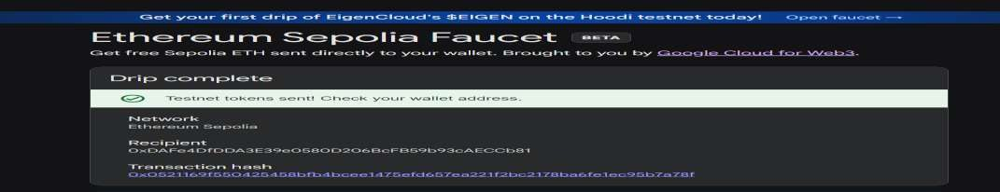 Get your first drip of EigenCloud's $EIGEN on the Hoodi testnet today! Open faucet →
Ethereum Sepolia Faucet BETA
Get free Sepolia ETH sent directly to your wallet. Brought to you by Google Cloud for Web3.
Drip complete
Testnet tokens sent! Check your wallet address.
Network
Ethereum Sepolia
Recipient
0xDAFe4DfDDA3E39e0580D206BcFB59b93cAECCb81
Transaction hash
0x0521169f550425458bfb4bcee1475efd657ea221f2bc2178ba6fe1ec95b7a78f